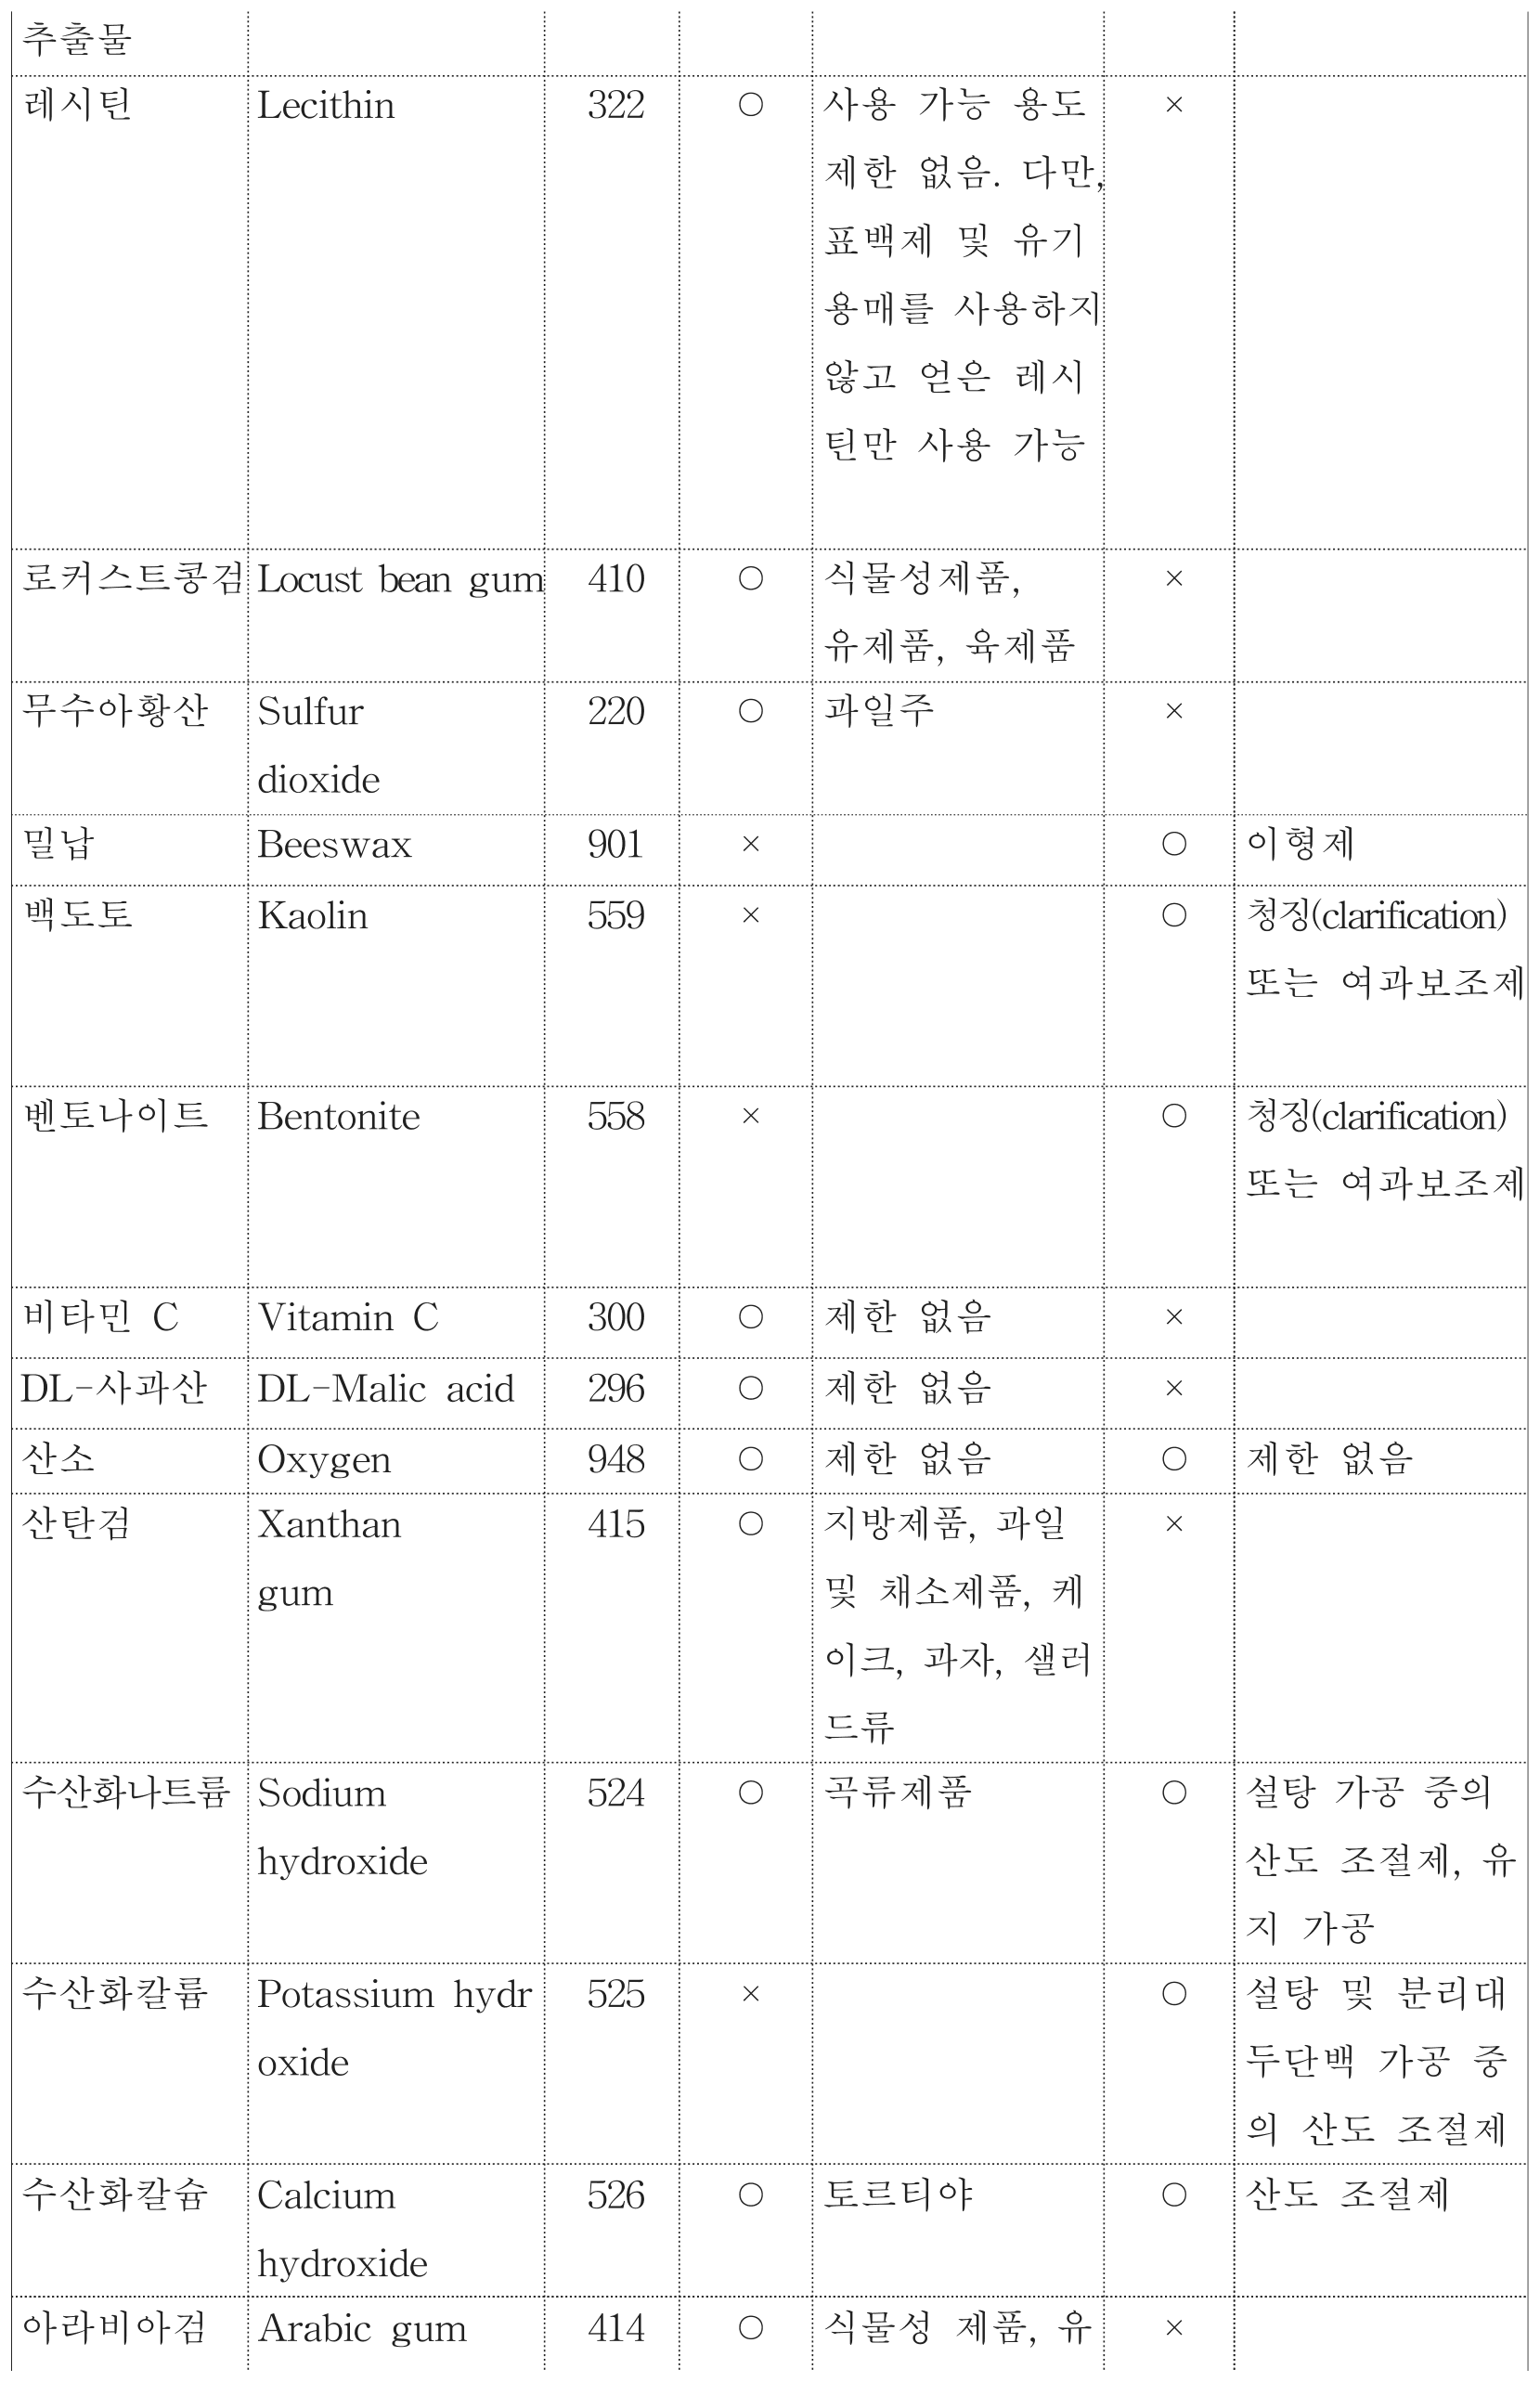 추출물
레시틴 Lecithin 322 ○ 사용 가능 용도 ×
제한 없음. 다만,
표백제 및 유기
용매를 사용하지
않고 얻은 레시
틴만 사용 가능
로커스트콩검 Locust bean gum 410 ○ 식물성제품, ×
유제품, 육제품
무수아황산 Sulfur 220 ○ 과일주 ×
dioxide
밀납 Beeswax 901 × ○ 이형제
백도토 Kaolin 559 × ○ 청징(clarification)
또는 여과보조제
벤토나이트 Bentonite 558 × ○ 청징(clarification)
또는 여과보조제
비타민 C Vitamin C 300 ○ 제한 없음 ×
DL-사과산 DL-Malic acid 296 ○ 제한 없음 ×
산소 Oxygen 948 ○ 제한 없음 ○ 제한 없음
산탄검 Xanthan 415 ○ 지방제품, 과일 ×
gum 및 채소제품, 케
이크, 과자, 샐러
드류
수산화나트륨 Sodium 524 ○ 곡류제품 ○ 설탕 가공 중의
hydroxide 산도 조절제, 유
지 가공
수산화칼륨 Potassium hydr 525 × ○ 설탕 및 분리대
oxide 두단백 가공 중
의 산도 조절제
수산화칼슘 Calcium 526 ○ 토르티야 ○ 산도 조절제
hydroxide
아라비아검 Arabic gum 414 ○ 식물성 제품, 유 ×